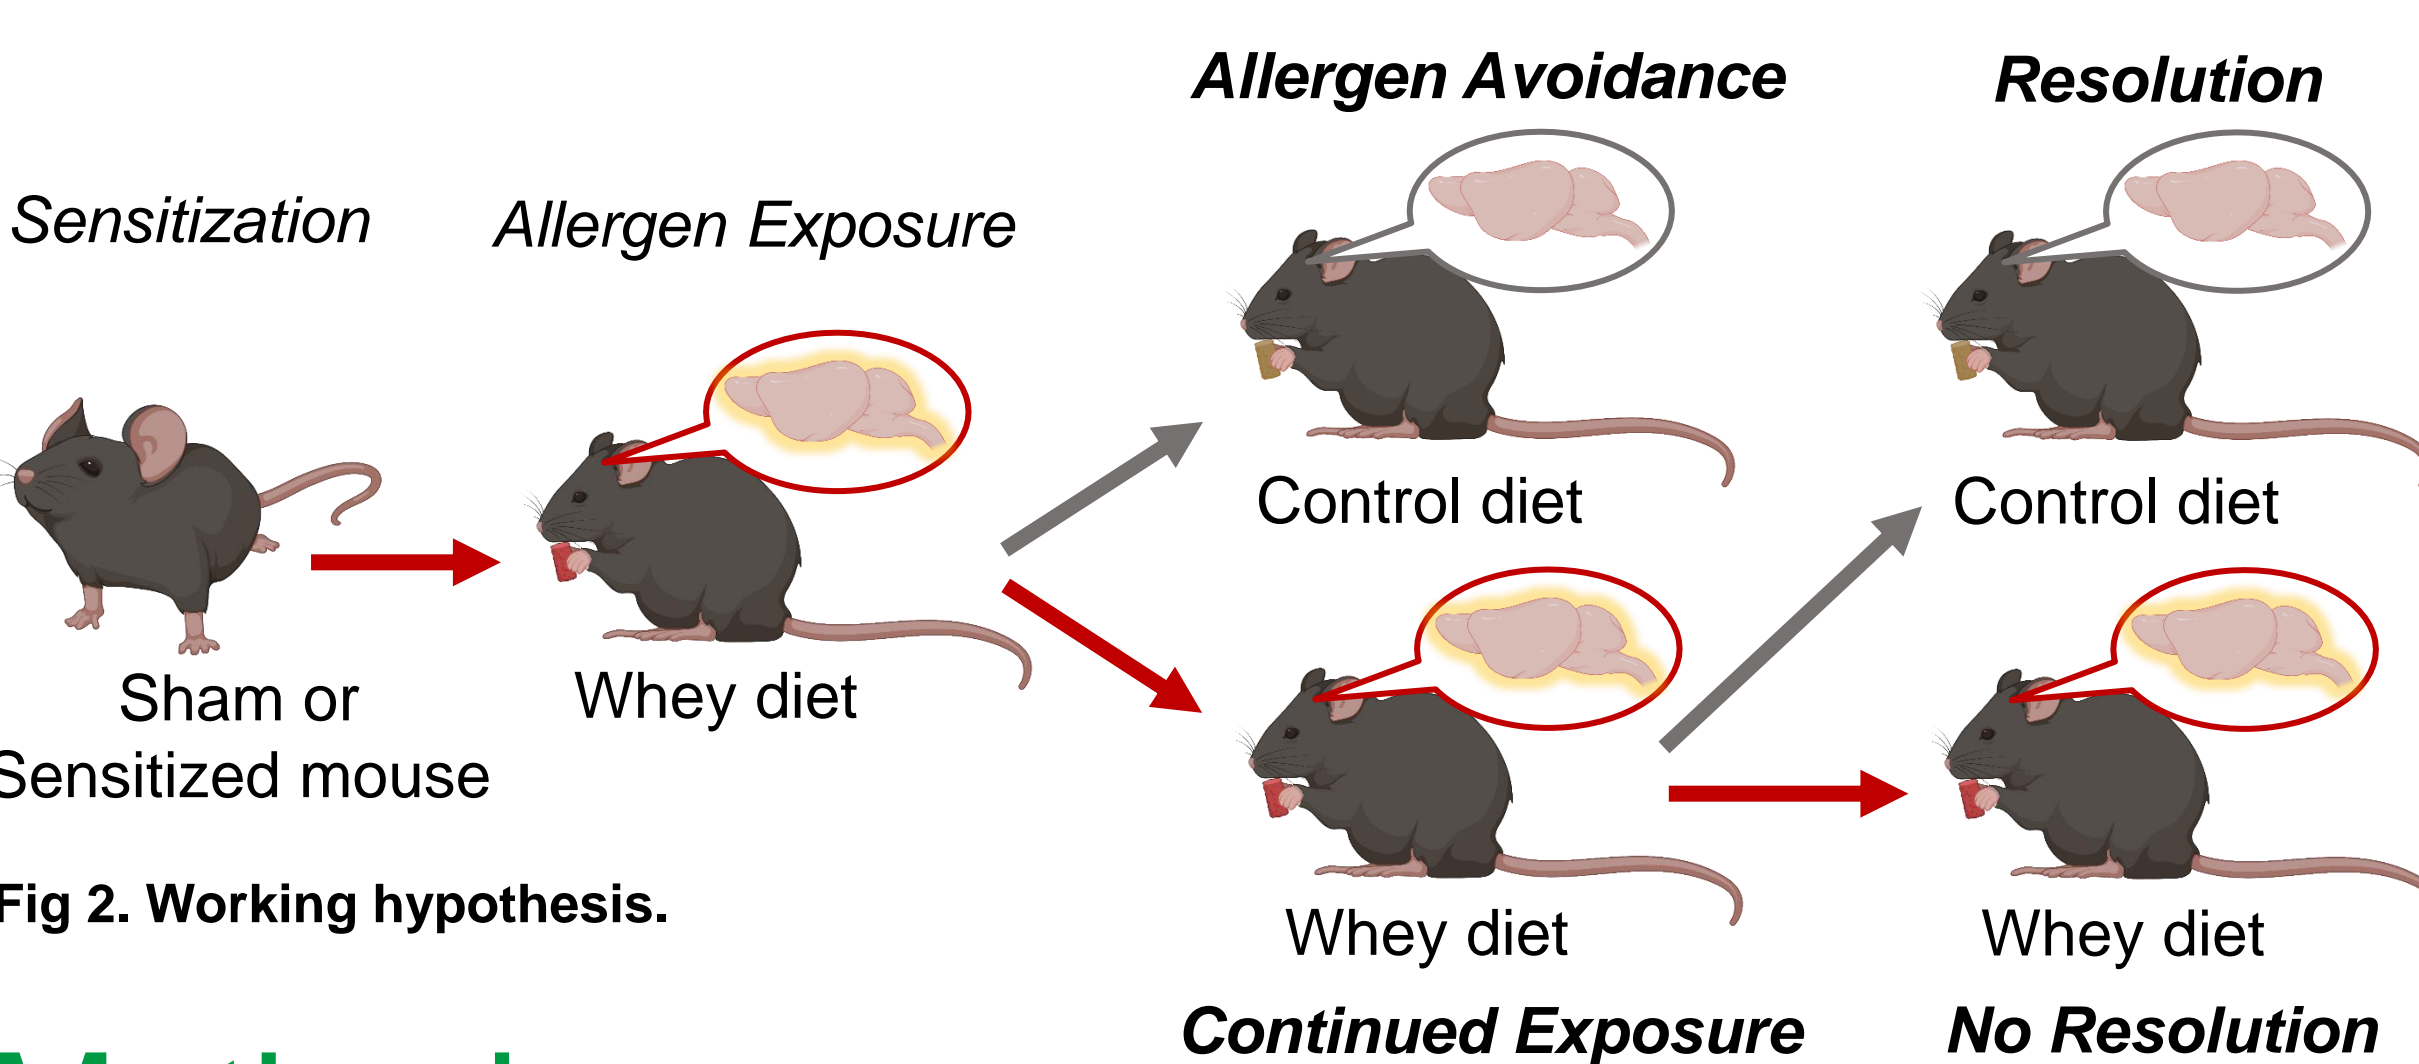 Allergen Avoidance
Resolution
Sensitization
Allergen Exposure
Control diet
Control diet
Sham or
Sensitized mouse
Whey diet
Fig 2. Working hypothesis.
Whey diet
Whey diet
Continued Exposure
No Resolution